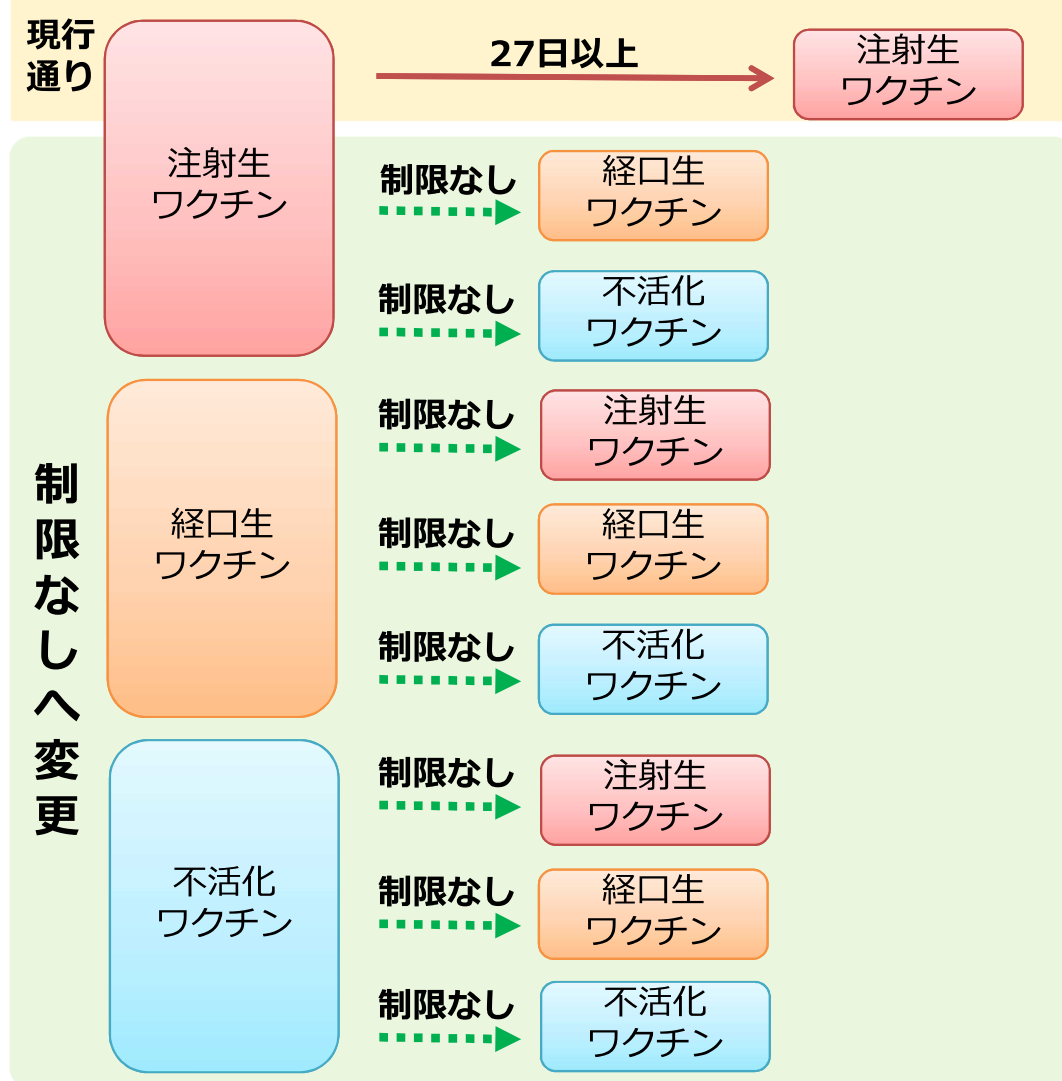 現行
通り
注射生
ワクチン
27日以上
注射生
ワクチン
制限なしへ変更
制限なし
経口生
ワクチン
制限なし
不活化
ワクチン
経口生
ワクチン
制限なし
注射生
ワクチン
制限なし
経口生
ワクチン
制限なし
不活化
ワクチン
不活化
ワクチン
制限なし
注射生
ワクチン
制限なし
経口生
ワクチン
制限なし
不活化
ワクチン